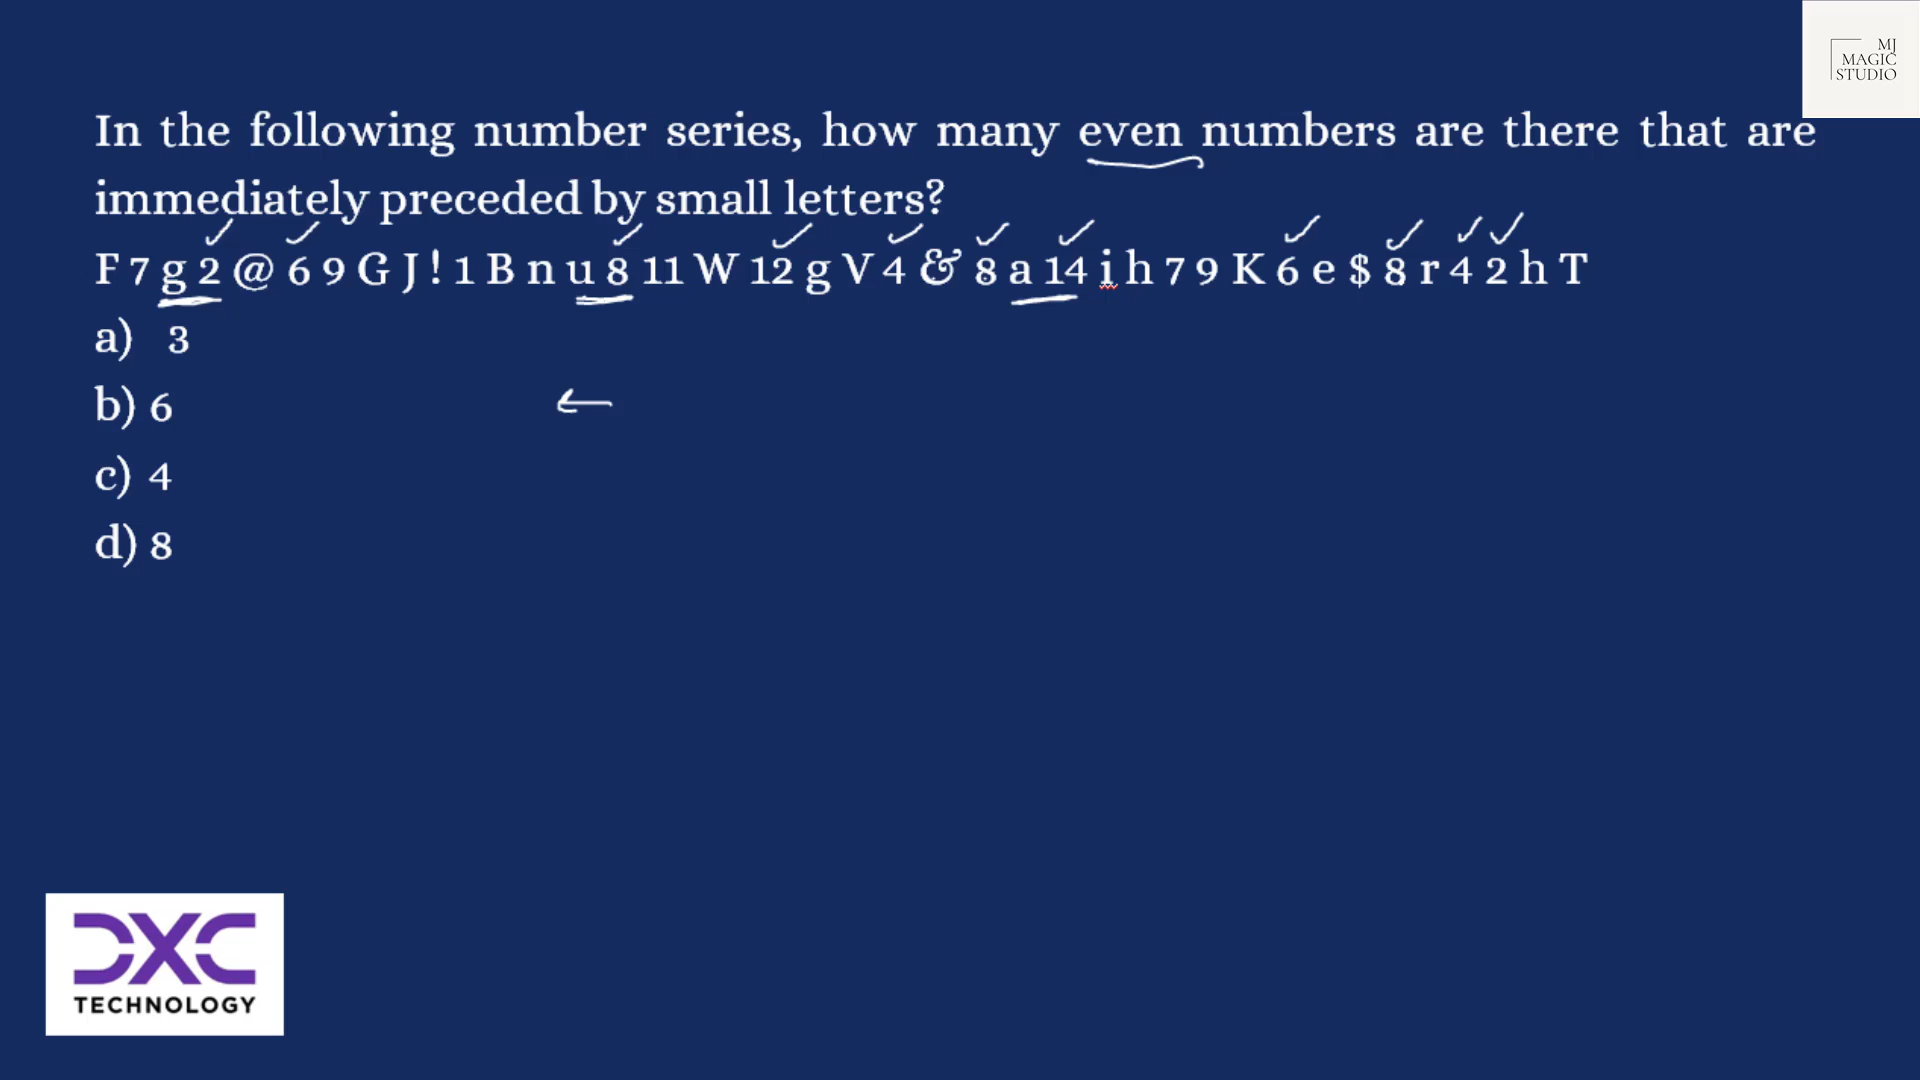 MJ
MAGIC
STUDIO
In the following number series, how many even numbers are there that are
immediately preceded by small letters?
F 7 g 2 @ 6 9 G J ! 1 B n u 8 11 W 12 g V 4 & 8 a 14 i h 7 9 K 6 e $ 8 r 4 2 h T
a) 3
b) 6
c) 4
d) 8
DXC
TECHNOLOGY